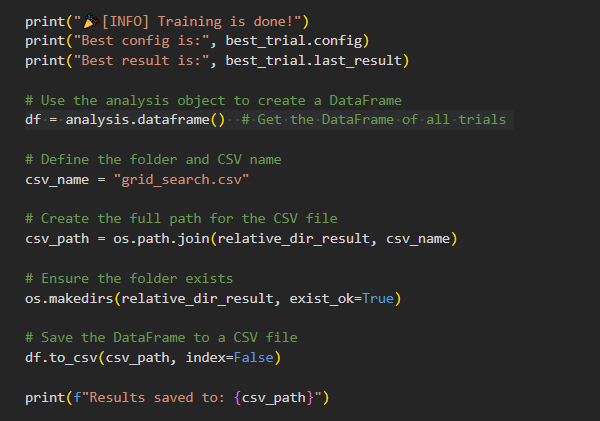 print("🎉[INFO] Training is done!")
print("Best config is:", best_trial.config)
print("Best result is:", best_trial.last_result)
# Use the analysis object to create a DataFrame
df = analysis.dataframe()  # Get the DataFrame of all trials
# Define the folder and CSV name
csv_name = "grid_search.csv"
# Create the full path for the CSV file
csv_path = os.path.join(relative_dir_result, csv_name)
# Ensure the folder exists
os.makedirs(relative_dir_result, exist_ok=True)
# Save the DataFrame to a CSV file
df.to_csv(csv_path, index=False)
print(f"Results saved to: {csv_path}")